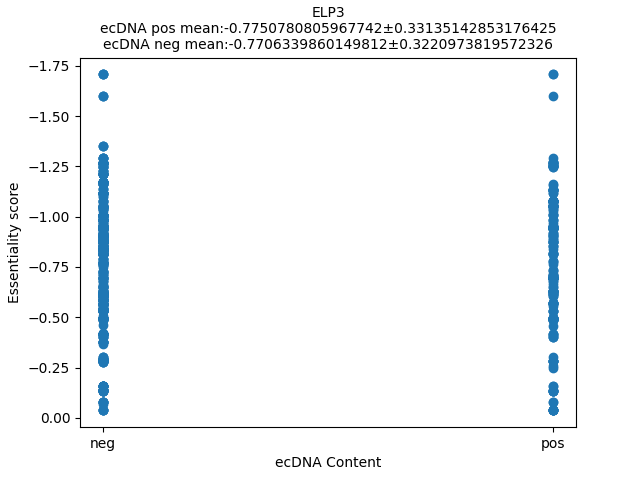 ELP3
ecDNA pos mean:-0.7750780805967742±0.33135142853176425
ecDNA neg mean:-0.7706339860149812±0.3220973819572326
−1.75
−1.50
−1.25
−1.00
−0.75
−0.50
−0.25
0.00
Essentiality score
neg
pos
ecDNA Content